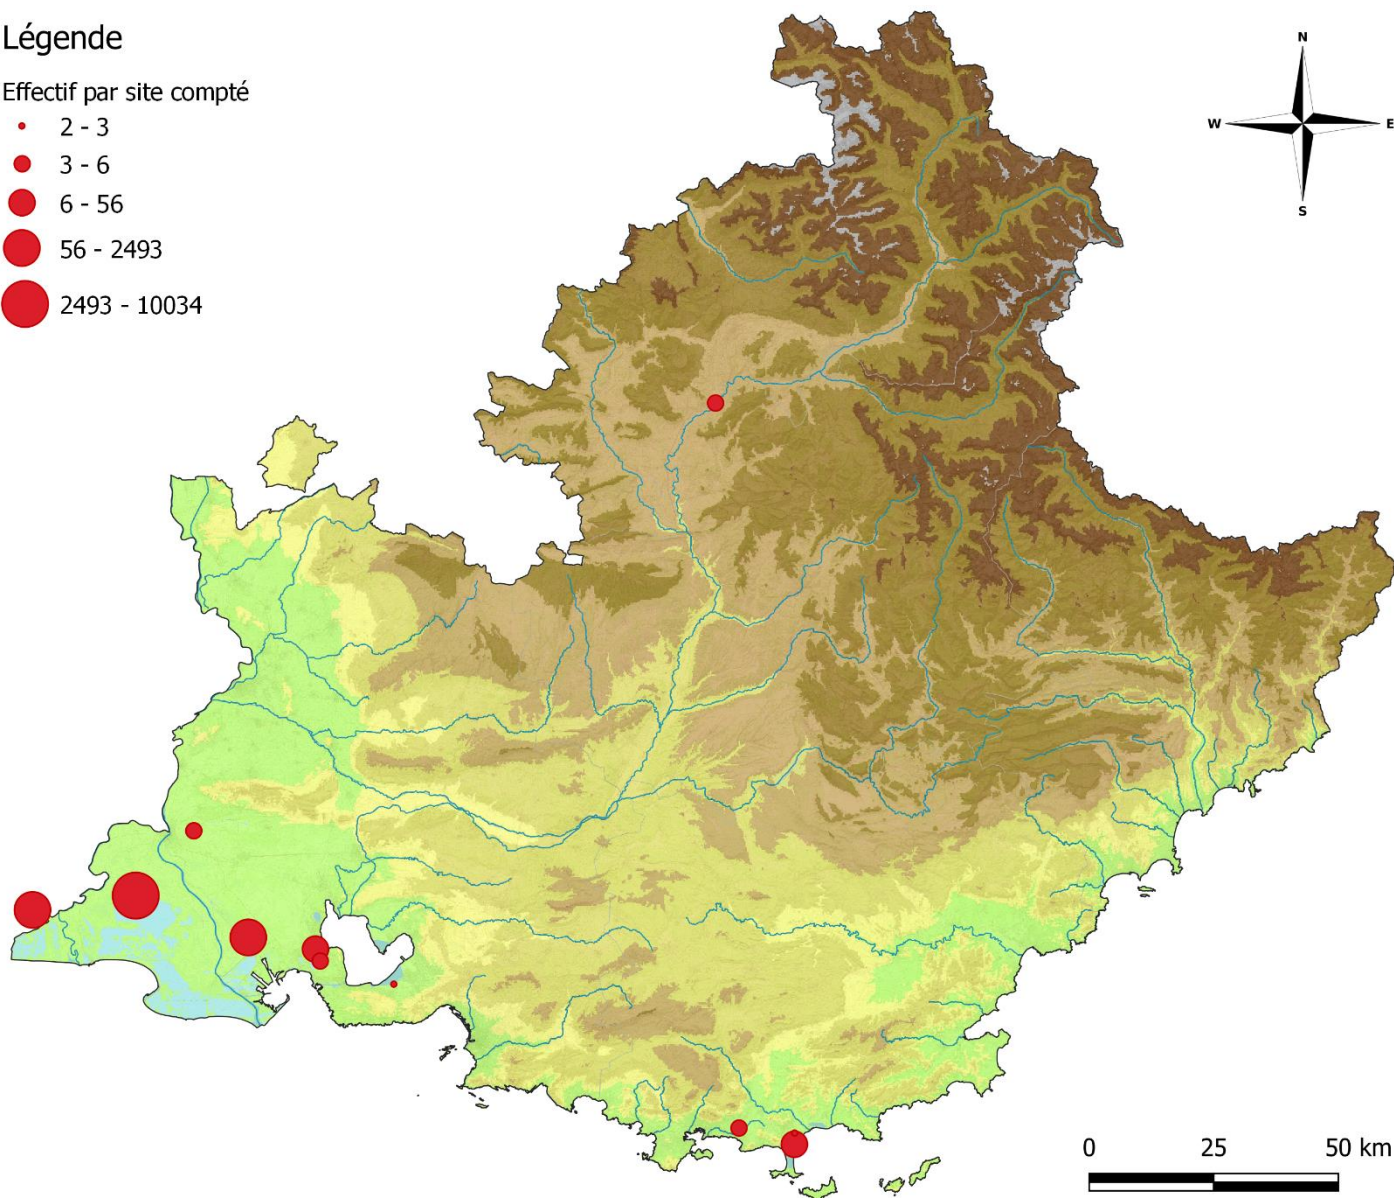 Légende
Effectif par site compté
2 - 3
3 - 6
6 - 56
56 - 2493
2493 - 10034
N
W E
S
0 25 50 km